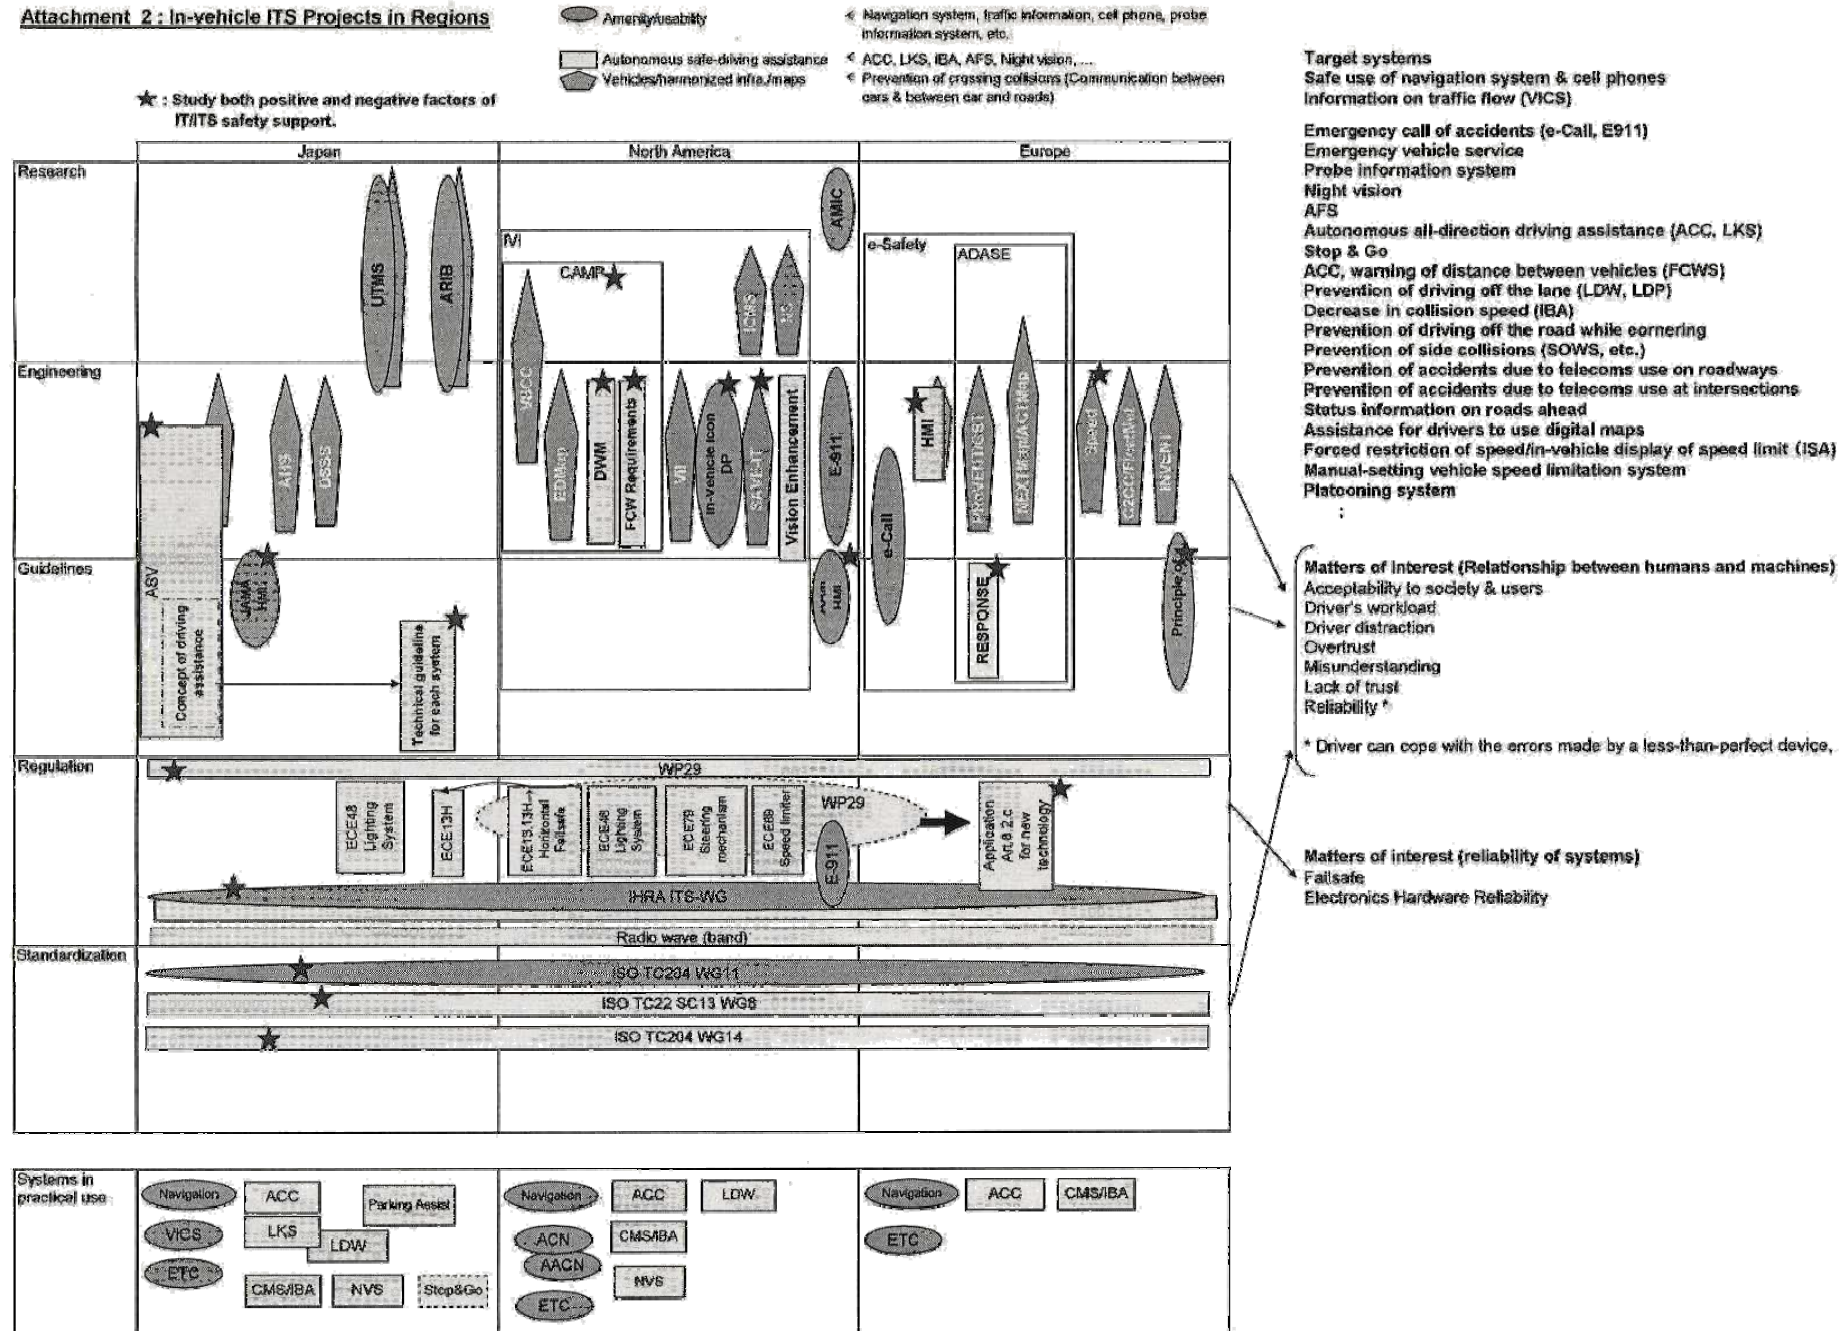 Attachment 2 : In-vehicle ITS Projects in Regions
Amenity/usability
< Navigation system, traffic information, cell phone, probe
information system, etc.
Autonomous safe-driving assistance
< ACC, LKS, IBA, AFS, Night vision, ...
Vehicles/harmonized infra./maps
< Prevention of crossing collisions (Communication between
cars & between car and roads)
★ : Study both positive and negative factors of
IT/ITS safety support.
Target systems
Safe use of navigation system & cell phones
Information on traffic flow (VICS)
Emergency call of accidents (e-Call, E911)
Emergency vehicle service
Probe information system
Night vision
AFS
Autonomous all-direction driving assistance (ACC, LKS)
Stop & Go
ACC, warning of distance between vehicles (FCWS)
Prevention of driving off the lane (LDW, LDP)
Decrease in collision speed (IBA)
Prevention of driving off the road while cornering
Prevention of side collisions (SOWS, etc.)
Prevention of accidents due to telecoms use on roadways
Prevention of accidents due to telecoms use at intersections
Status information on roads ahead
Assistance for drivers to use digital maps
Forced restriction of speed/in-vehicle display of speed limit (ISA)
Manual-setting vehicle speed limitation system
Platooning system
:
Matters of Interest (Relationship between humans and machines)
Acceptability to society & users
Driver's workload
Driver distraction
Overtrust
Misunderstanding
Lack of trust
Reliability *
* Driver can cope with the errors made by a less-than-perfect device,
Matters of interest (reliability of systems)
Failsafe
Electronics Hardware Reliability
Japan
North America
Europe
Research
UTMS
ARIB
IVI
CAMP
AMIC
e-Safety
ADASE
Engineering
AHS
DSSS
VSCC
EDMap
DWM
FCW Requirements
VII
In-Vehicle Icon
DP
SAVE-IT
Vision Enhancement
E-911
HMI
PReVENT/ISST
Speed
INVENT
e-Call
Guidelines
ASV
Concept of driving
assistance
JAMA
HMI
Technical guideline
for each system
HMI
RESPONSE
Principle of
Regulation
WP29
ECE48
Lighting
System
ECE13H
ECE13,13H
Horizontal
Failsafe
ECE48
Lighting
System
ECE79
Steering
mechanism
ECE89
Speed limiter
WP29
E-911
Application
Art.8.2.c
for new
technology
IHRA ITS-WG
Radio wave (band)
Standardization
ISO TC204 WG11
ISO TC22 SC13 WG8
ISO TC204 WG14
Systems in
practical use
Navigation
ACC
Parking Assist
VICS
LKS
LDW
ETC
CMS/IBA
NVS
Stop&Go
Navigation
ACC
LDW
ACN
CMS/IBA
AACN
NVS
ETC
Navigation
ACC
CMS/IBA
ETC